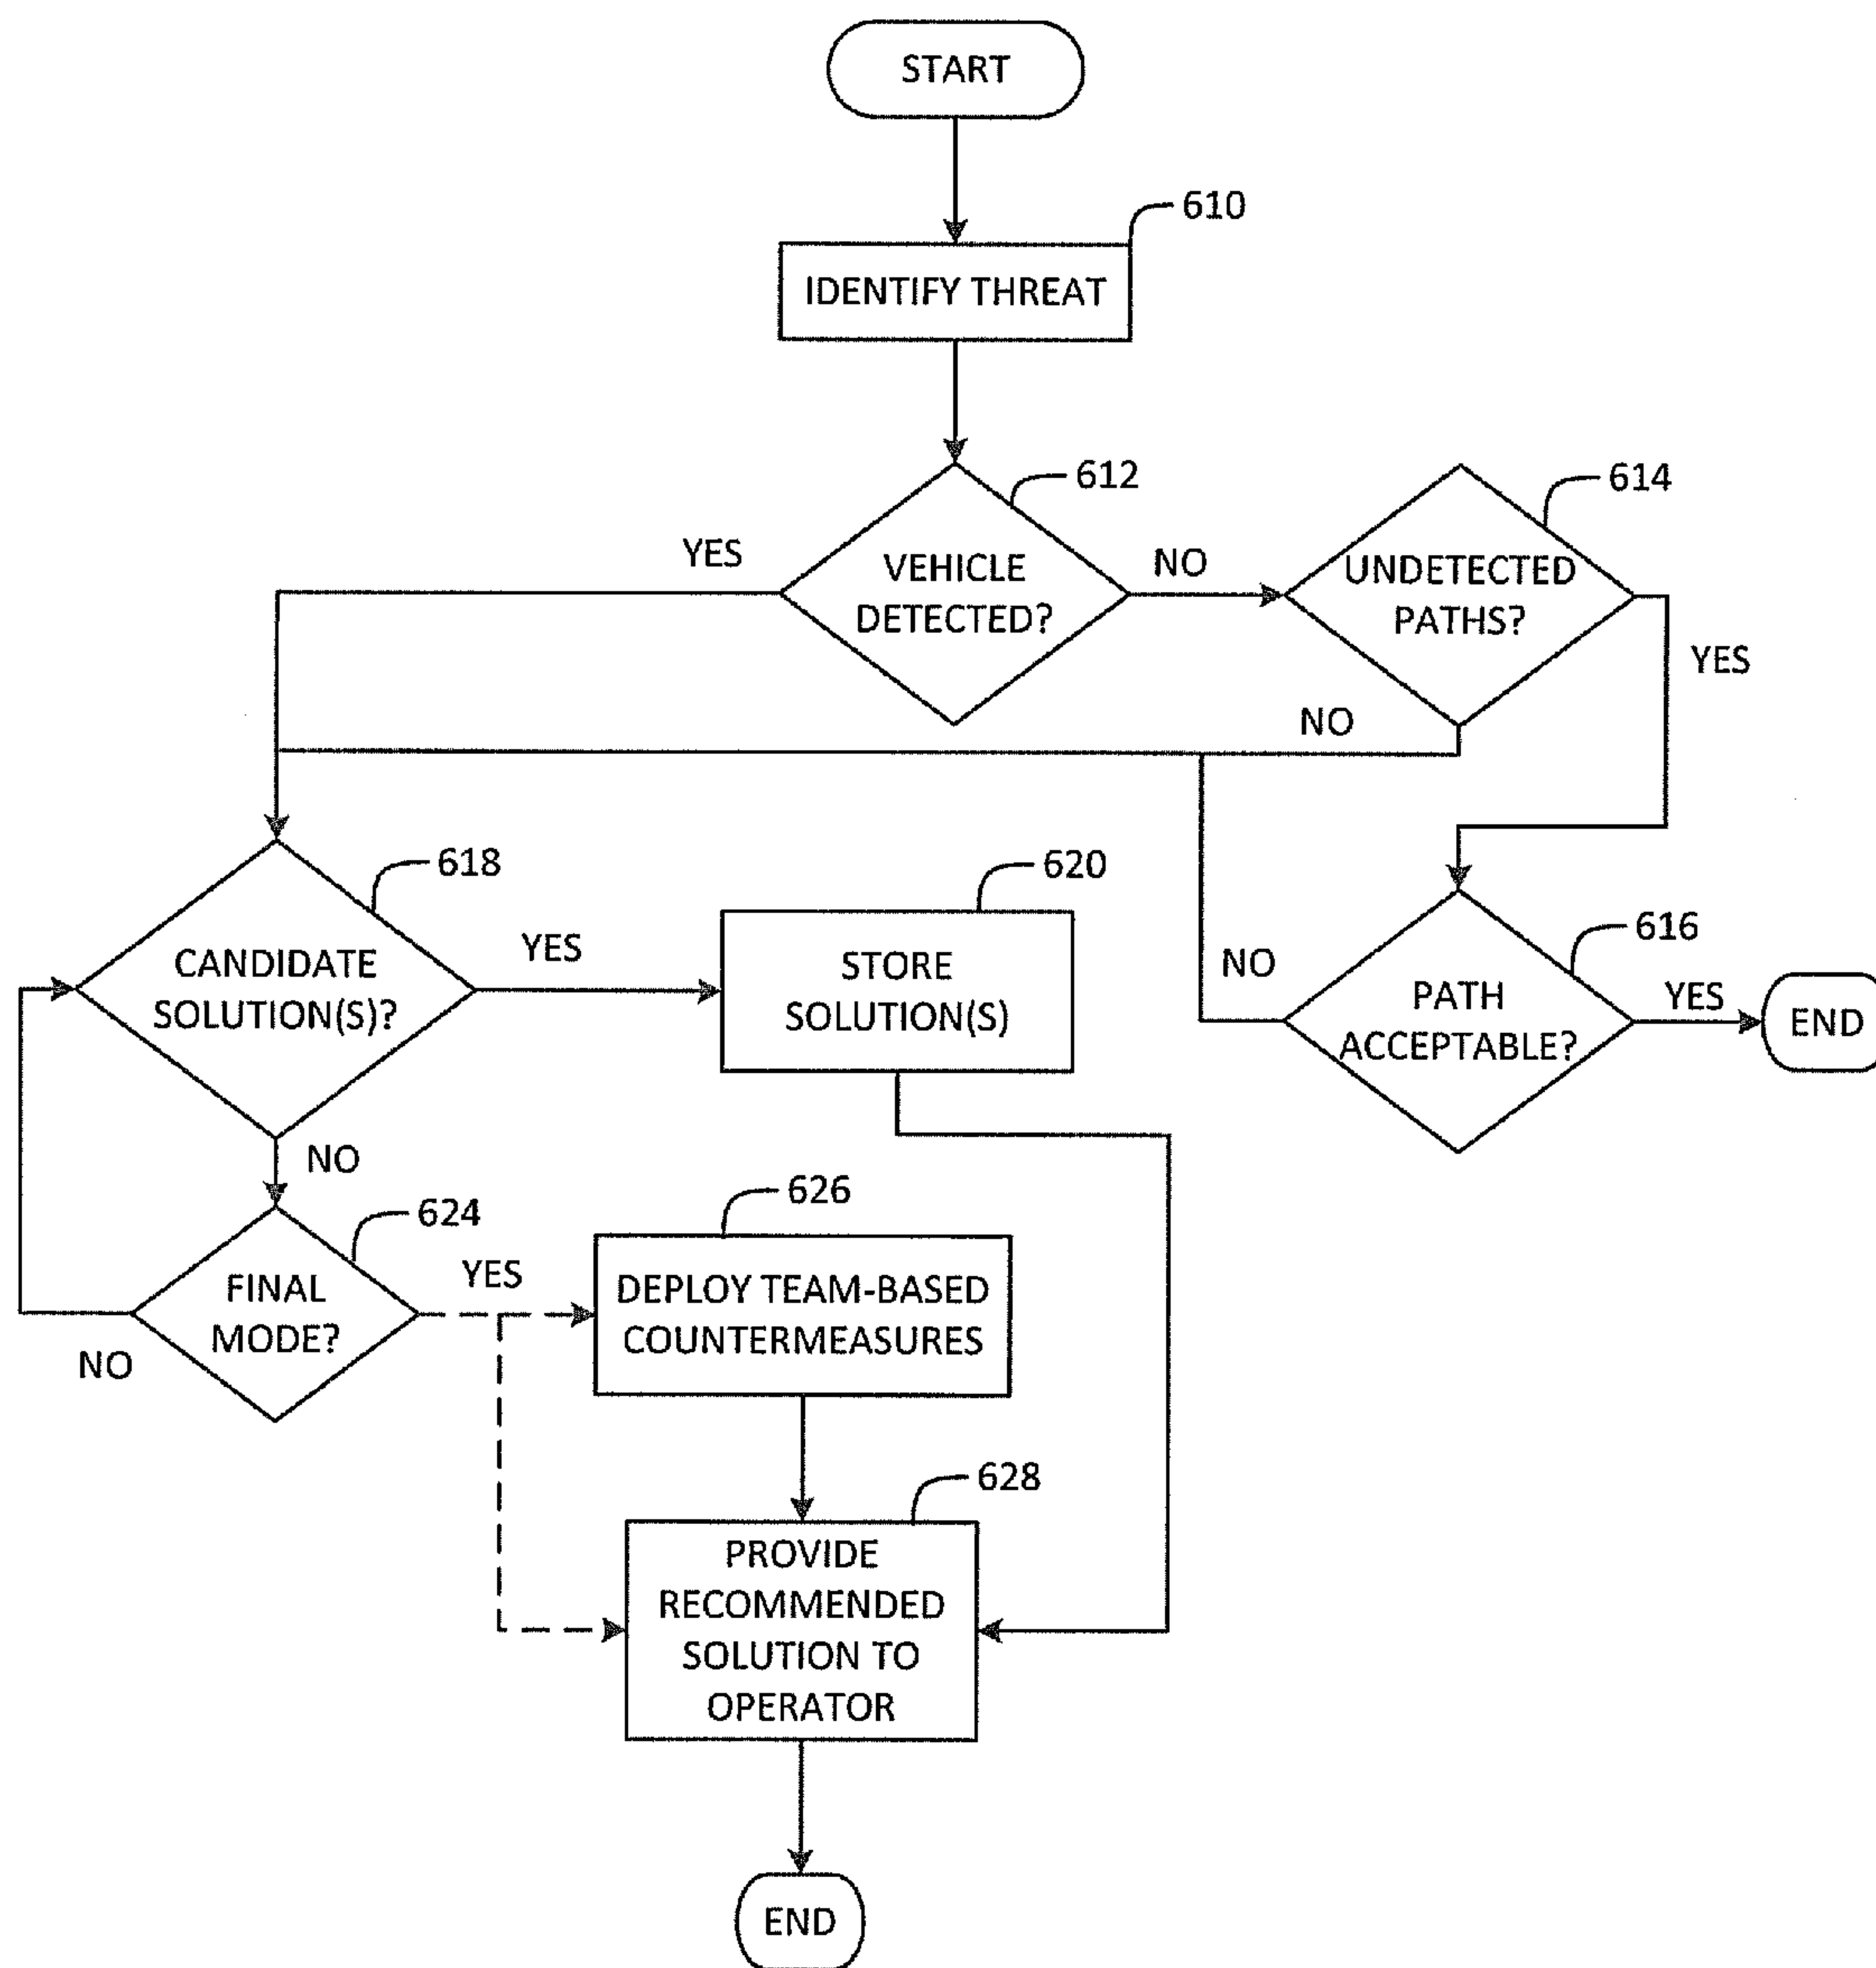 START
610
IDENTIFY THREAT
612
614
YES
VEHICLE
DETECTED?
NO
UNDETECTED
PATHS?
YES
NO
618
620
616
CANDIDATE
SOLUTION(S)?
YES
STORE
SOLUTION(S)
NO
PATH
ACCEPTABLE?
YES
END
NO
624
626
FINAL
MODE?
YES
DEPLOY TEAM-BASED
COUNTERMEASURES
NO
628
PROVIDE
RECOMMENDED
SOLUTION TO
OPERATOR
END